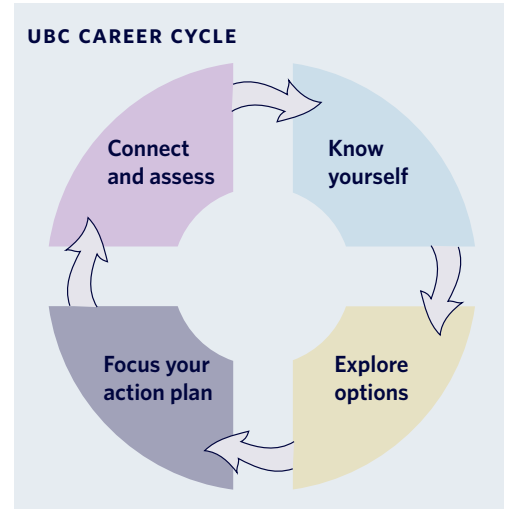 UBC CAREER CYCLE
Connect
and assess
Know
yourself
Focus your
action plan
Explore
options